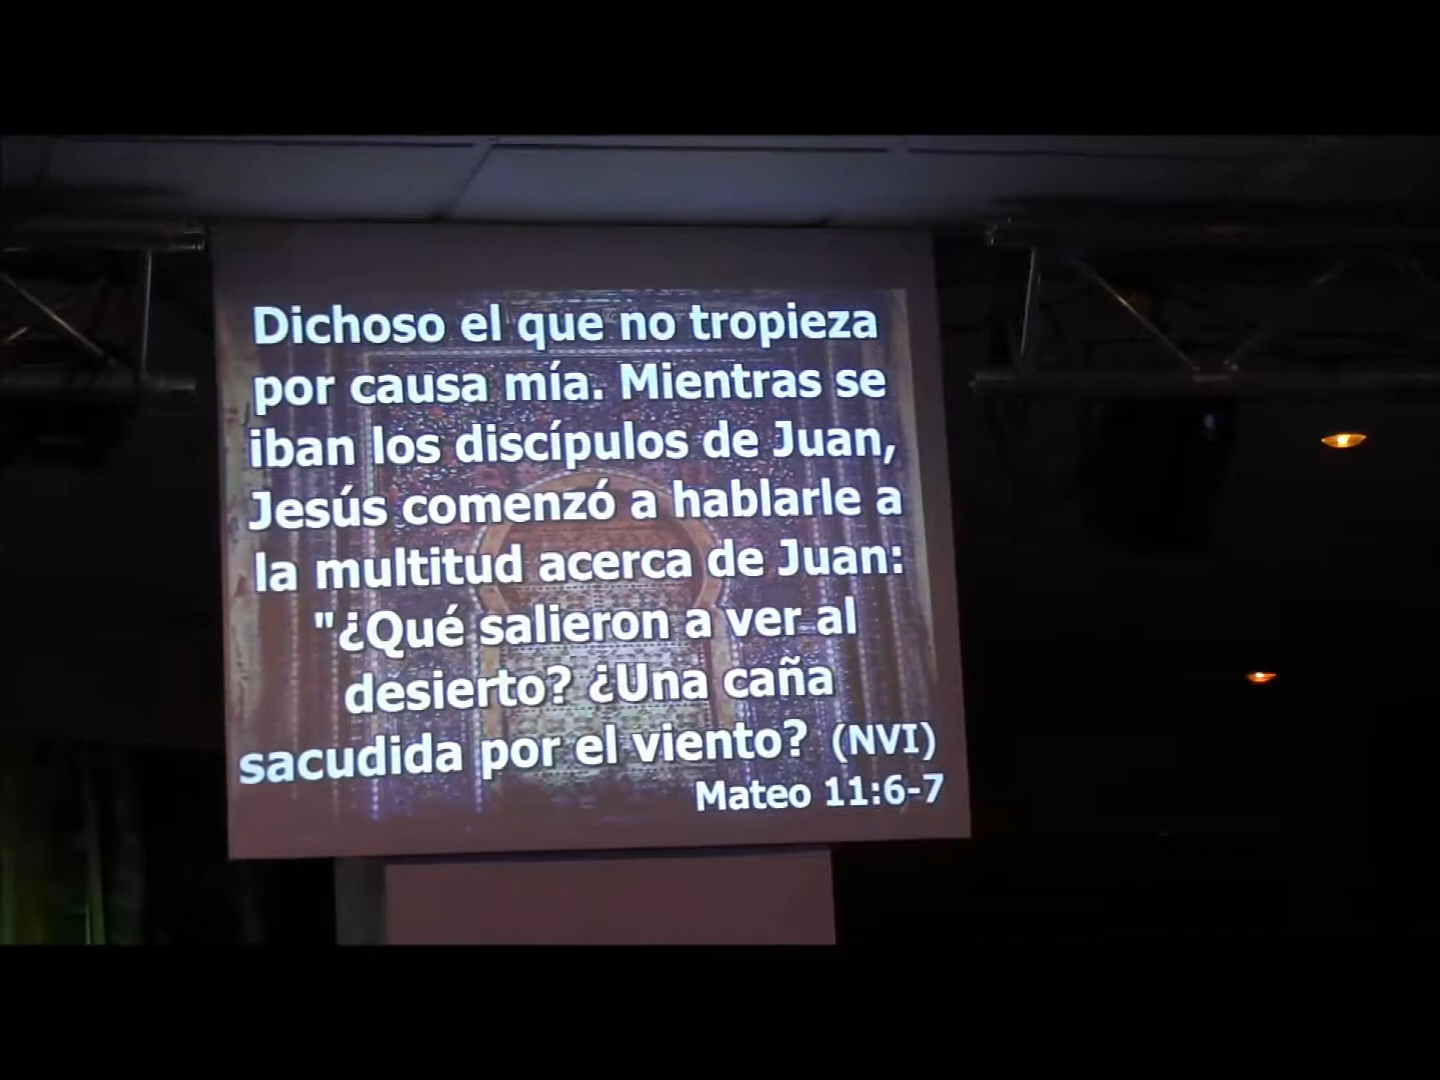 Dichoso el que no tropieza
por causa mía. Mientras se
iban los discípulos de Juan,
Jesús comenzó a hablarle a
la multitud acerca de Juan:
"¿Qué salieron a ver al
desierto? ¿Una caña
sacudida por el viento? (NVI)
Mateo 11:6-7